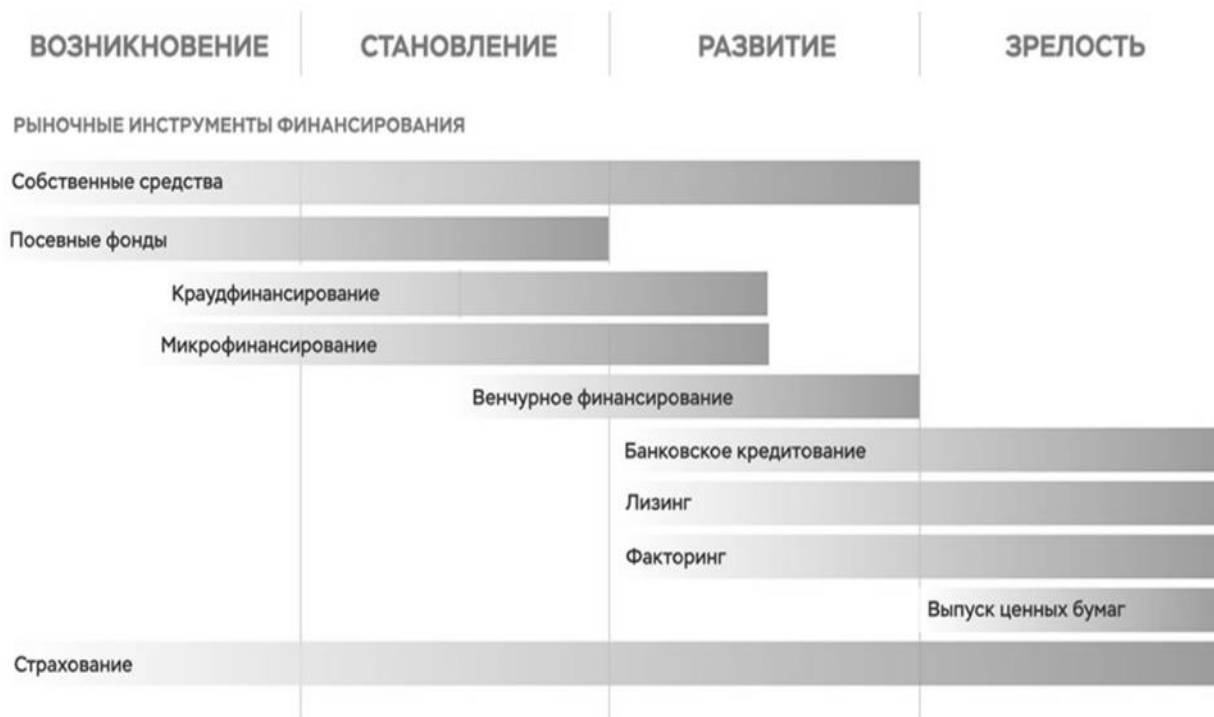 ВОЗНИКНОВЕНИЕ СТАНОВЛЕНИЕ РАЗВИТИЕ ЗРЕЛОСТЬ
РЫНОЧНЫЕ ИНСТРУМЕНТЫ ФИНАНСИРОВАНИЯ
Собственные средства
Посевные фонды
Краудфинансирование
Микрофинансирование
Венчурное финансирование
Банковское кредитование
Лизинг
Факторинг
Выпуск ценных бумаг
Страхование